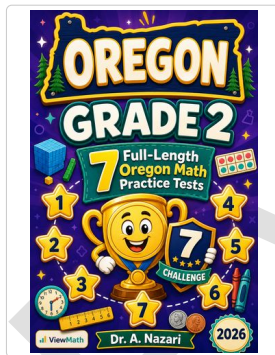 OREGON
GRADE 2
7
Full-Length
Oregon Math
Practice Tests
1
2
3
4
5
6
7
7
CHALLENGE
ViewMath
Dr. A. Nazari
2026